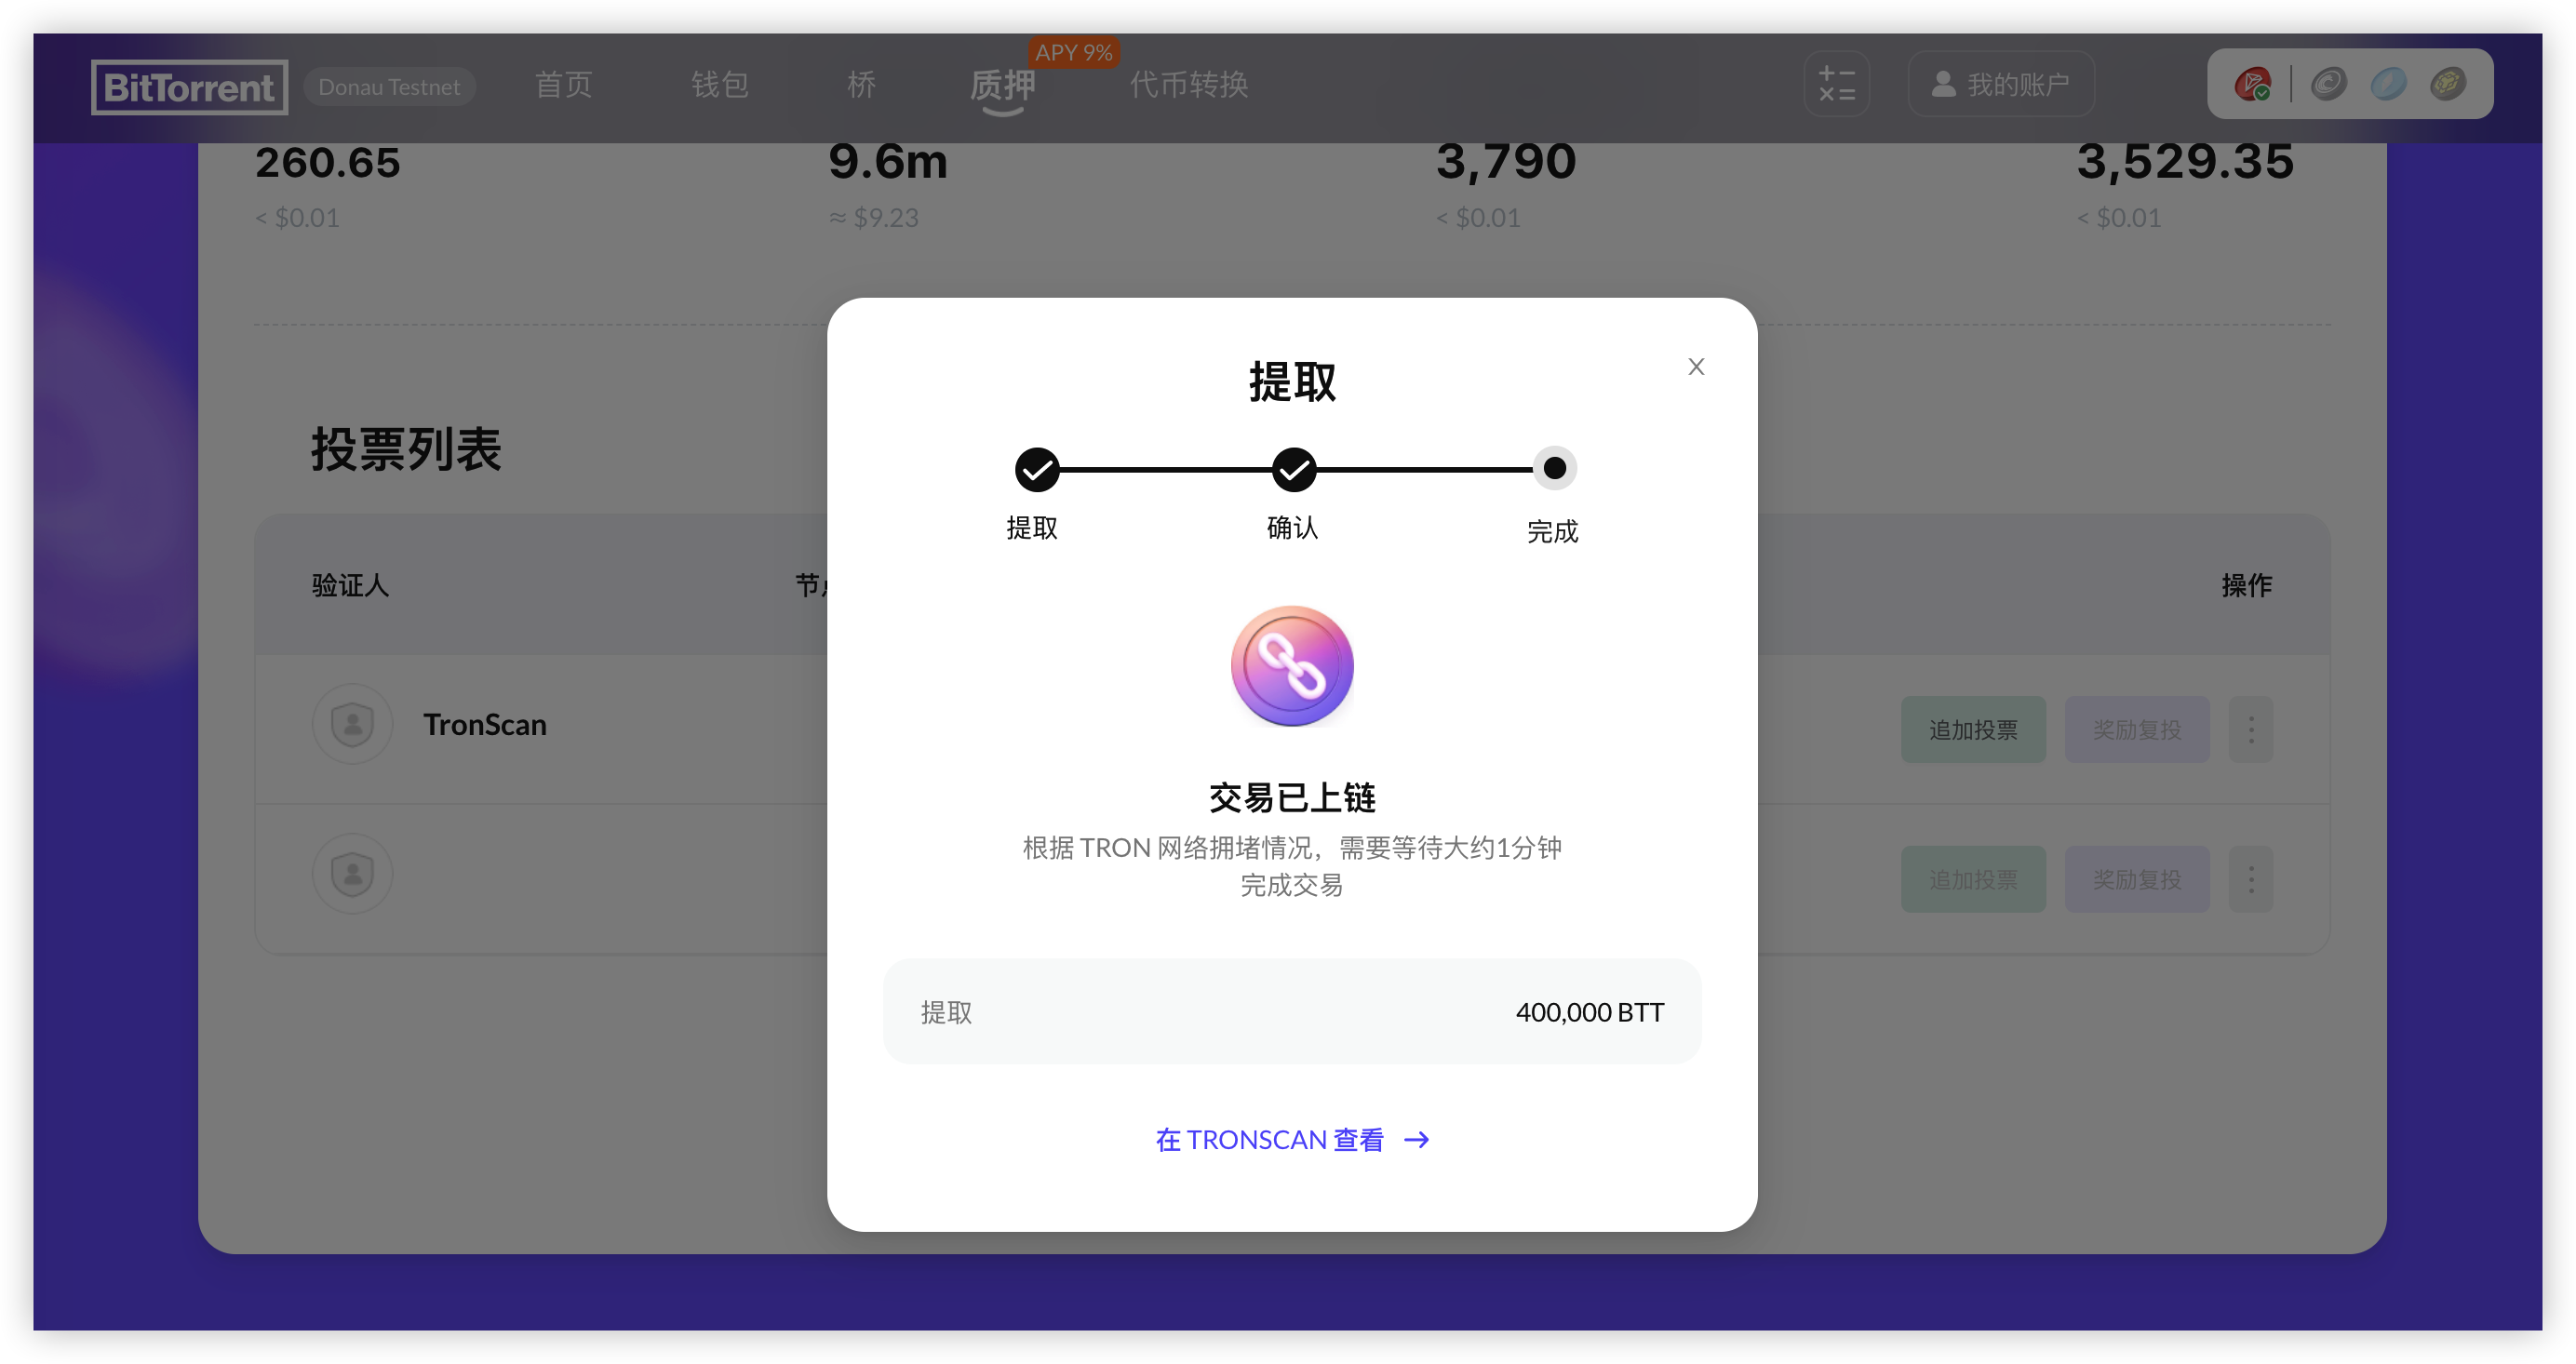 BitTorrent
Donau Testnet
首页
钱包
桥
质押
APY 9%
代币转换
我的账户
260.65
9.6m
3,790
3,529.35
< $0.01
≈ $9.23
< $0.01
< $0.01
提取
X
投票列表
提取
确认
完成
验证人
操作
TronScan
追加投票
奖励复投
追加投票
奖励复投
交易已上链
根据 TRON 网络拥堵情况，需要等待大约1分钟
完成交易
提取
400,000 BTT
在 TRONSCAN 查看 →